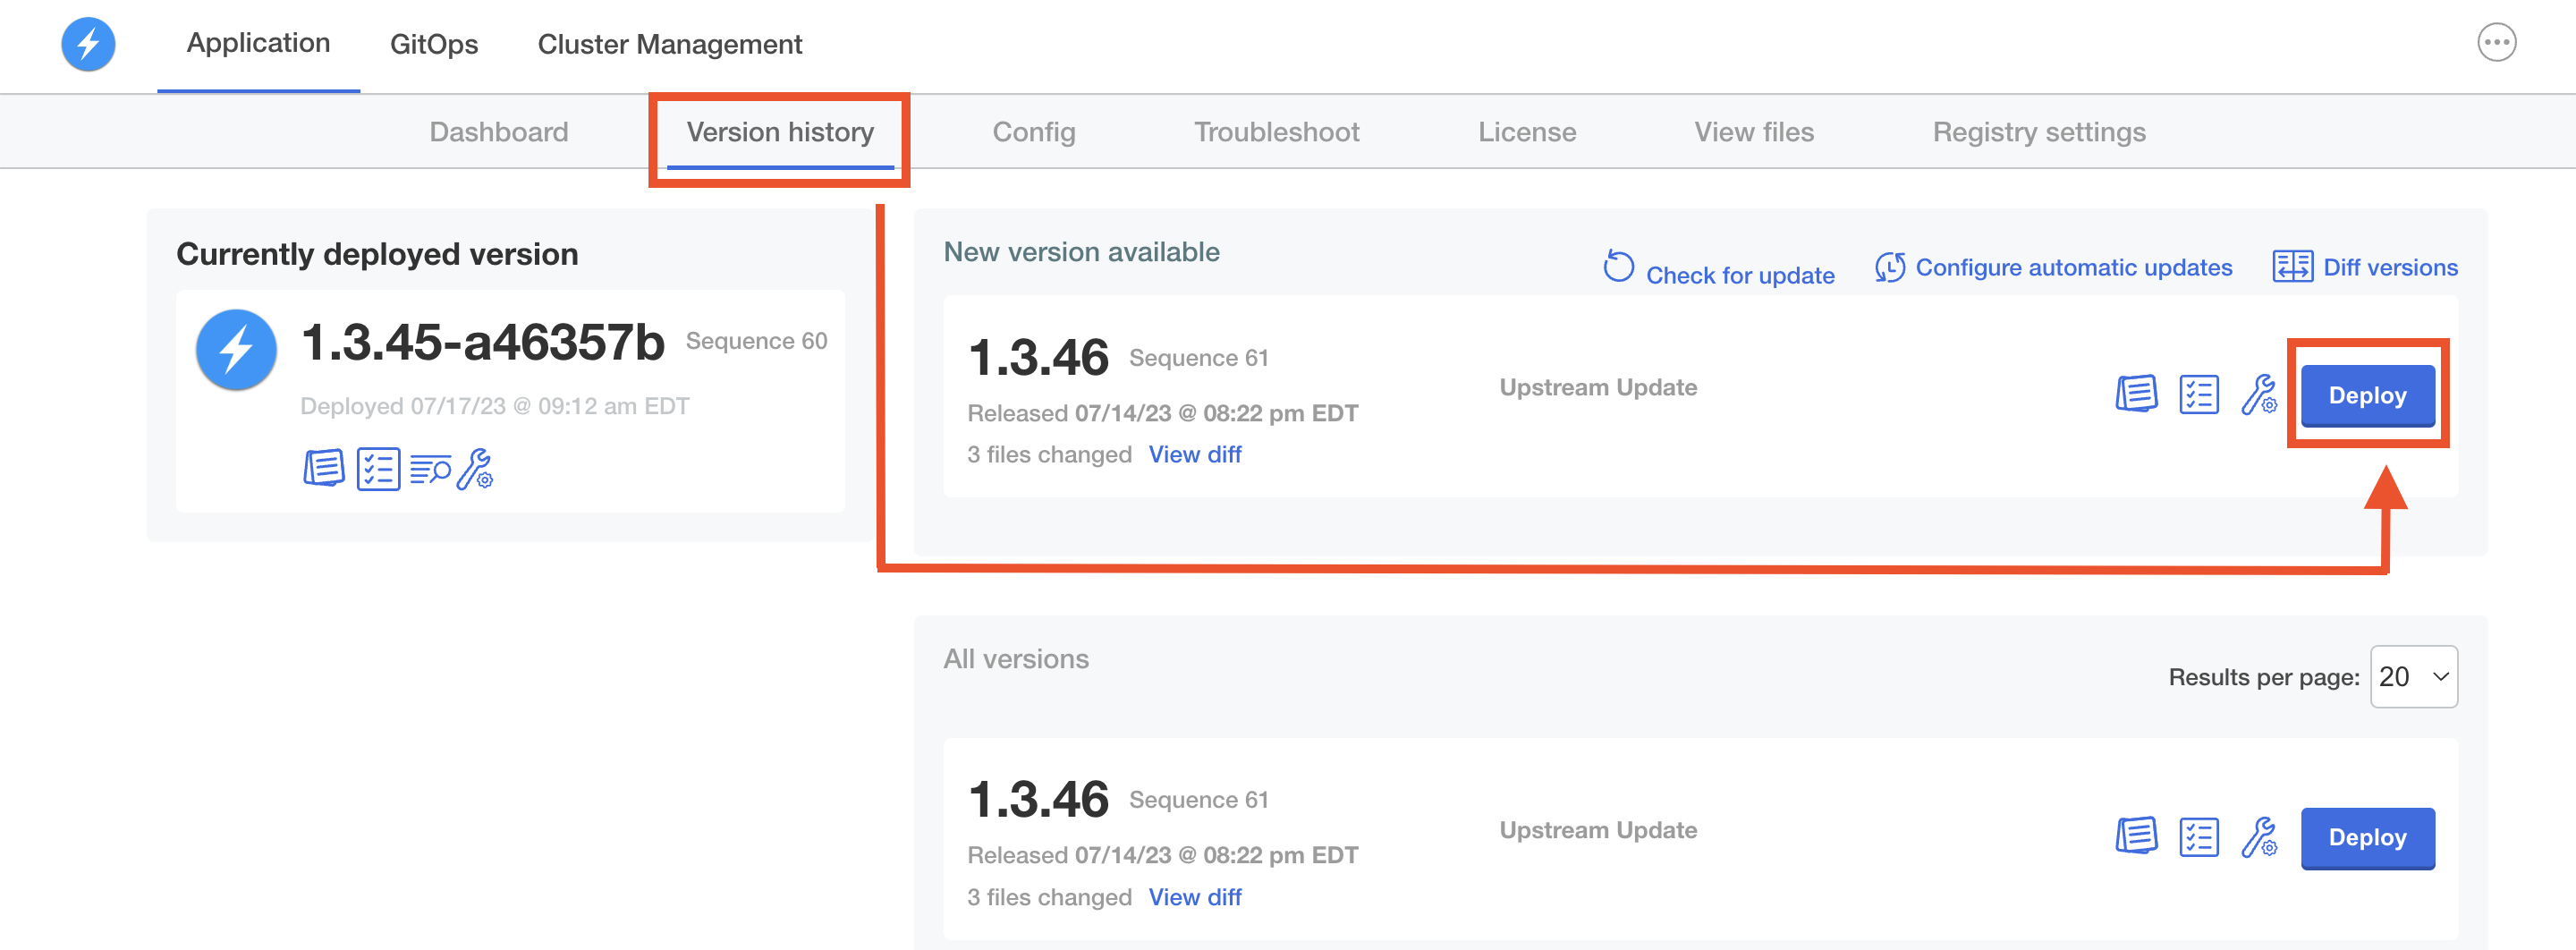 Application GitOps Cluster Management
Dashboard Version history Config Troubleshoot License View files Registry settings
Currently deployed version
1.3.45-a46357b Sequence 60
Deployed 07/17/23 @ 09:12 am EDT
New version available
Check for update Configure automatic updates Diff versions
1.3.46 Sequence 61
Released 07/14/23 @ 08:22 pm EDT
3 files changed View diff
Upstream Update
Deploy
All versions
Results per page: 20
1.3.46 Sequence 61
Released 07/14/23 @ 08:22 pm EDT
3 files changed View diff
Upstream Update
Deploy